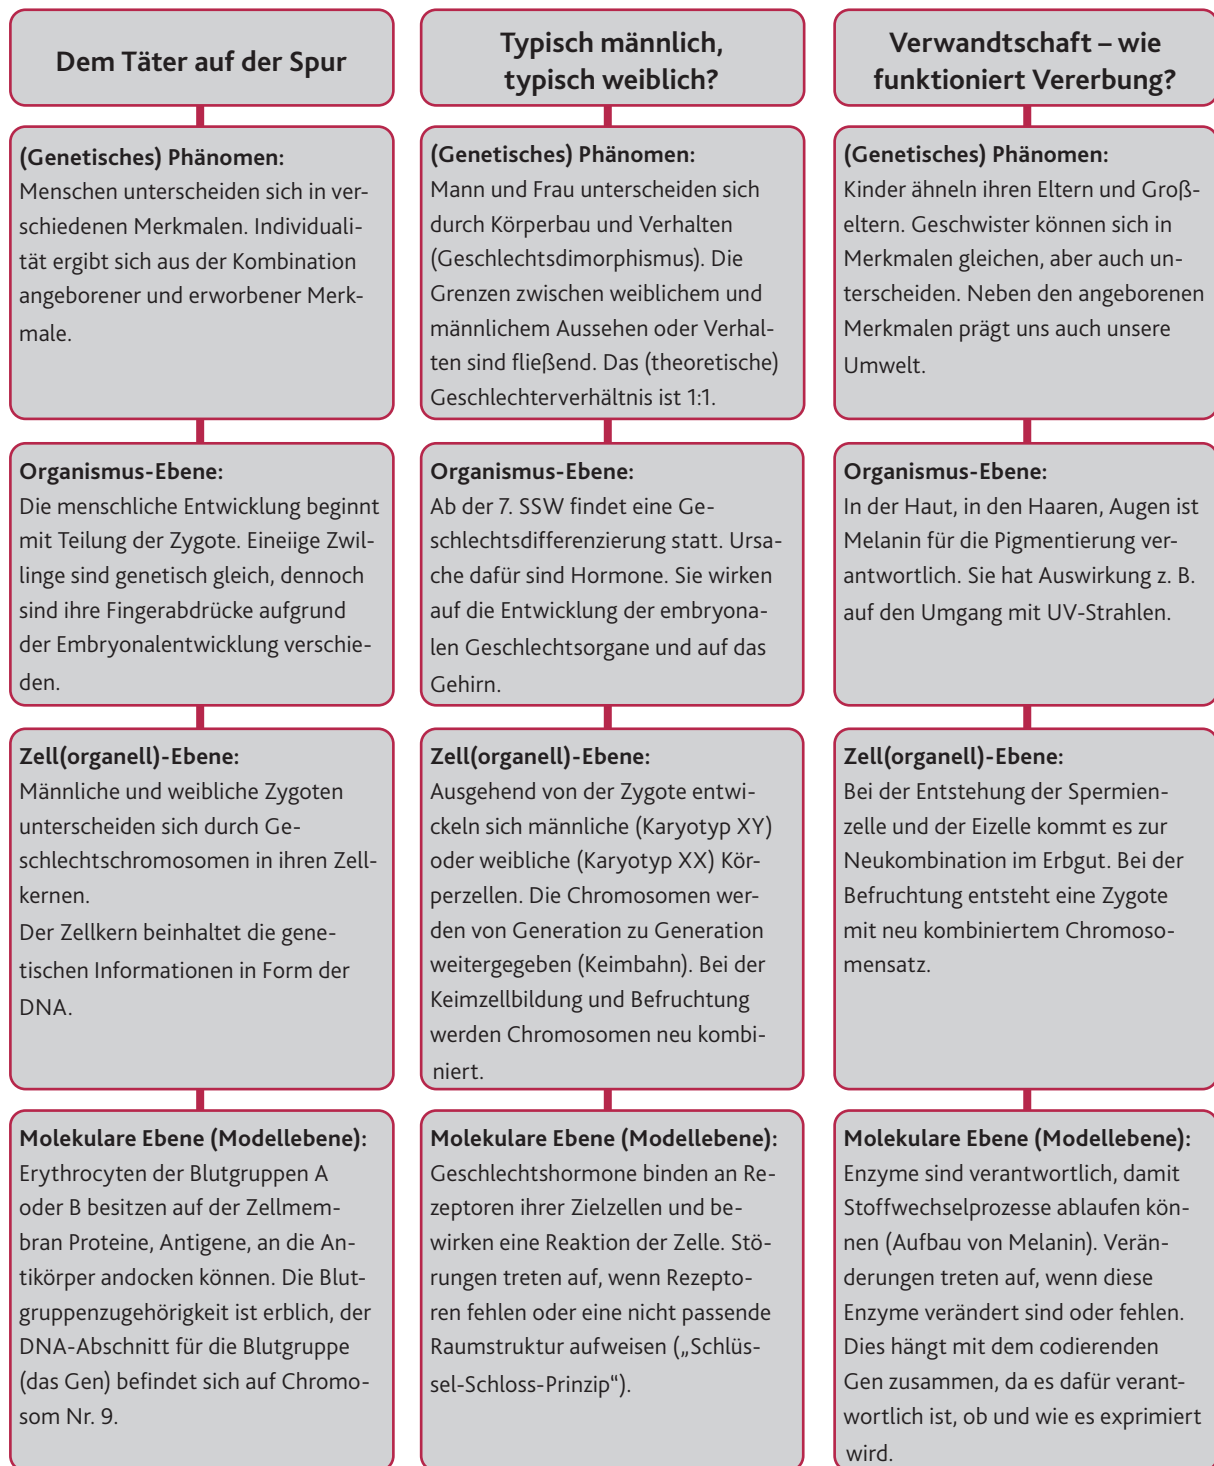 Dem Täter auf der Spur
(Genetisches) Phänomen:
Menschen unterscheiden sich in ver-
schiedenen Merkmalen. Individuali-
tät ergibt sich aus der Kombination
angeborener und erworbener Merk-
male.
Organismus-Ebene:
Die menschliche Entwicklung beginnt
mit Teilung der Zygote. Eineiige Zwil-
linge sind genetisch gleich, dennoch
sind ihre Fingerabdrücke aufgrund
der Embryonalentwicklung verschie-
den.
Zell(organell)-Ebene:
Männliche und weibliche Zygoten
unterscheiden sich durch Ge-
schlechtschromosomen in ihren Zell-
kernen.
Der Zellkern beinhaltet die gene-
tischen Informationen in Form der
DNA.
Molekulare Ebene (Modellebene):
Erythrocyten der Blutgruppen A
oder B besitzen auf der Zellmem-
bran Proteine, Antigene, an die An-
tikörper andocken können. Die Blut-
gruppenzugehörigkeit ist erblich, der
DNA-Abschnitt für die Blutgruppe
(das Gen) befindet sich auf Chromo-
som Nr. 9.
Typisch männlich,
typisch weiblich?
(Genetisches) Phänomen:
Mann und Frau unterscheiden sich
durch Körperbau und Verhalten
(Geschlechtsdimorphismus). Die
Grenzen zwischen weiblichem und
männlichem Aussehen oder Verhal-
ten sind fließend. Das (theoretische)
Geschlechterverhältnis ist 1:1.
Organismus-Ebene:
Ab der 7. SSW findet eine Ge-
schlechtsdifferenzierung statt. Ursa-
che dafür sind Hormone. Sie wirken
auf die Entwicklung der embryona-
len Geschlechtsorgane und auf das
Gehirn.
Zell(organell)-Ebene:
Ausgehend von der Zygote entwi-
ckeln sich männliche (Karyotyp XY)
oder weibliche (Karyotyp XX) Kör-
perzellen. Die Chromosomen wer-
den von Generation zu Generation
weitergegeben (Keimbahn). Bei der
Keimzellbildung und Befruchtung
werden Chromosomen neu kombi-
niert.
Molekulare Ebene (Modellebene):
Geschlechtshormone binden an Re-
zeptoren ihrer Zielzellen und be-
wirken eine Reaktion der Zelle. Stö-
rungen treten auf, wenn Rezepto-
ren fehlen oder eine nicht passende
Raumstruktur aufweisen („Schlüs-
sel-Schloss-Prinzip“).
Verwandtschaft – wie
funktioniert Vererbung?
(Genetisches) Phänomen:
Kinder ähneln ihren Eltern und Groß-
eltern. Geschwister können sich in
Merkmalen gleichen, aber auch un-
terscheiden. Neben den angeborenen
Merkmalen prägt uns auch unsere
Umwelt.
Organismus-Ebene:
In der Haut, in den Haaren, Augen ist
Melanin für die Pigmentierung ver-
antwortlich. Sie hat Auswirkung z. B.
auf den Umgang mit UV-Strahlen.
Zell(organell)-Ebene:
Bei der Entstehung der Spermien-
zelle und der Eizelle kommt es zur
Neukombination im Erbgut. Bei der
Befruchtung entsteht eine Zygote
mit neu kombiniertem Chromoso-
mensatz.
Molekulare Ebene (Modellebene):
Enzyme sind verantwortlich, damit
Stoffwechselprozesse ablaufen kön-
nen (Aufbau von Melanin). Verän-
derungen treten auf, wenn diese
Enzyme verändert sind oder fehlen.
Dies hängt mit dem codierenden
Gen zusammen, da es dafür verant-
wortlich ist, ob und wie es exprimiert
wird.